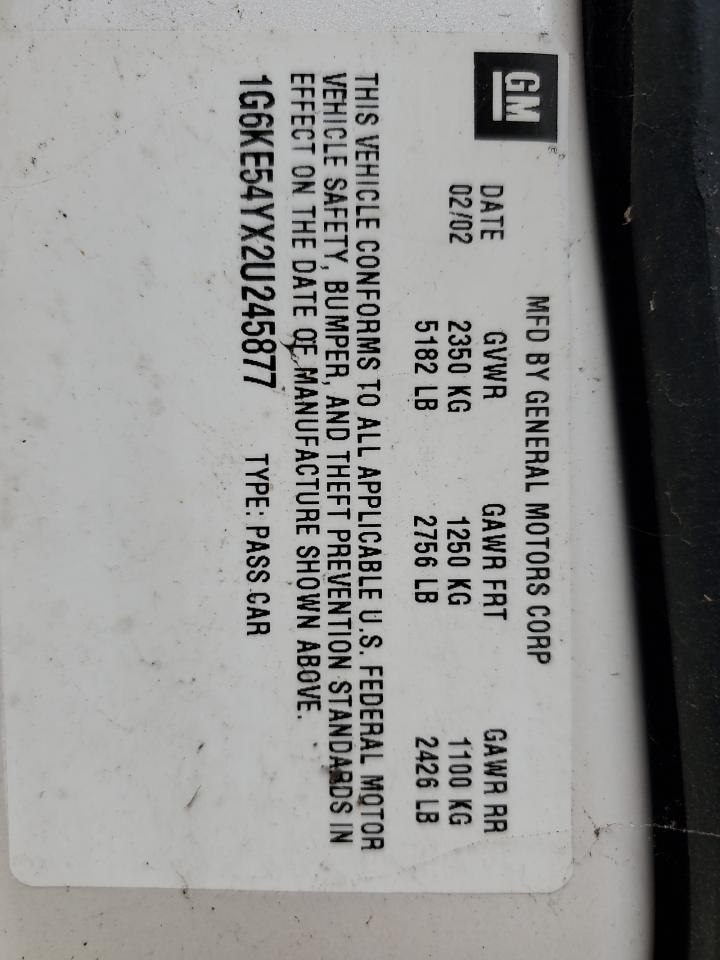 GM
MFD BY GENERAL MOTORS CORP
DATE GVWR GAWR FRT GAWR RR
02/02 2350 KG 1250 KG 1100 KG
5182 LB 2756 LB 2426 LB
THIS VEHICLE CONFORMS TO ALL APPLICABLE U.S. FEDERAL MOTOR
VEHICLE SAFETY, BUMPER, AND THEFT PREVENTION STANDARDS IN
EFFECT ON THE DATE OF MANUFACTURE SHOWN ABOVE.
1G6KE54YX2U245877 TYPE: PASS CAR